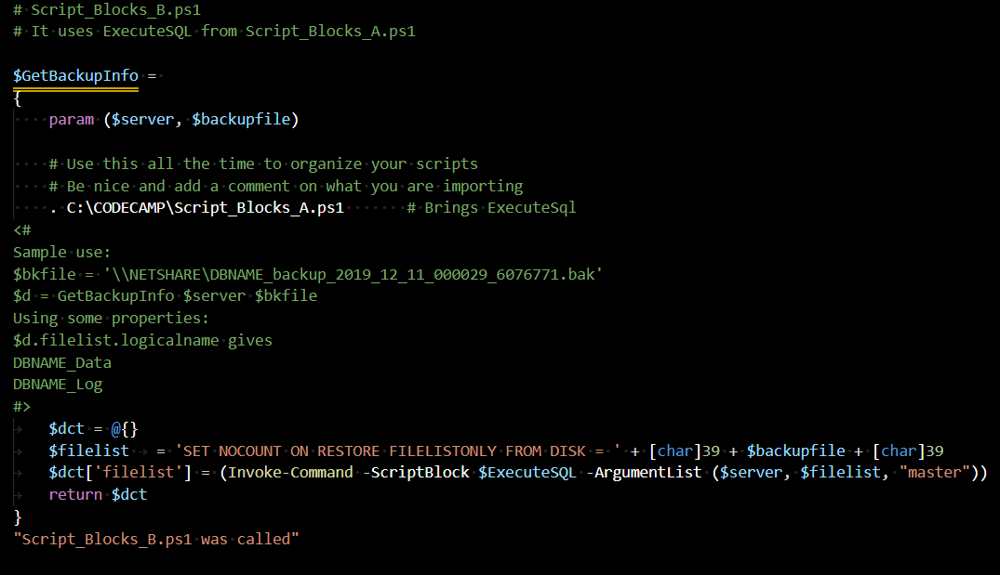 # Script_Blocks_B.ps1
# It uses ExecuteSQL from Script_Blocks_A.ps1
$GetBackupInfo =
{
param ($server, $backupfile)
# Use this all the time to organize your scripts
# Be nice and add a comment on what you are importing
. C:\CODECAMP\Script_Blocks_A.ps1 # Brings ExecuteSql
<#
Sample use:
$bkfile = '\\NETSHARE\DBNAME_backup_2019_12_11_000029_6076771.bak'
$d = GetBackupInfo $server $bkfile
Using some properties:
$d.filelist.logicalname gives
DBNAME_Data
DBNAME_Log
#>
$dct = @{}
$filelist = 'SET NOCOUNT ON RESTORE FILELISTONLY FROM DISK = ' + [char]39 + $backupfile + [char]39
$dct['filelist'] = (Invoke-Command -ScriptBlock $ExecuteSQL -ArgumentList ($server, $filelist, "master"))
return $dct
}
"Script_Blocks_B.ps1 was called"